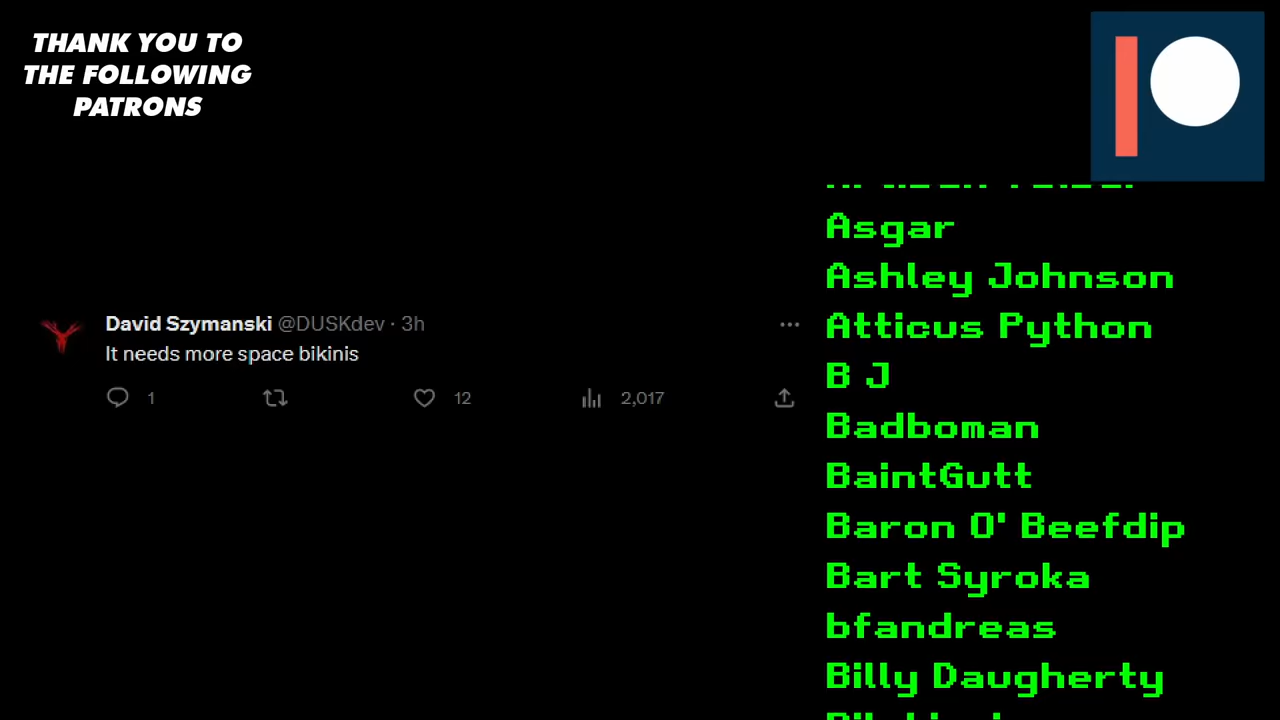 THANK YOU TO
THE FOLLOWING
PATRONS
David Szymanski @DUSKdev · 3h
It needs more space bikinis
1 12 2,017
Asgar
Ashley Johnson
Atticus Python
B J
Badboman
BaintGutt
Baron O' Beefdip
Bart Syroka
bfandreas
Billy Daugherty